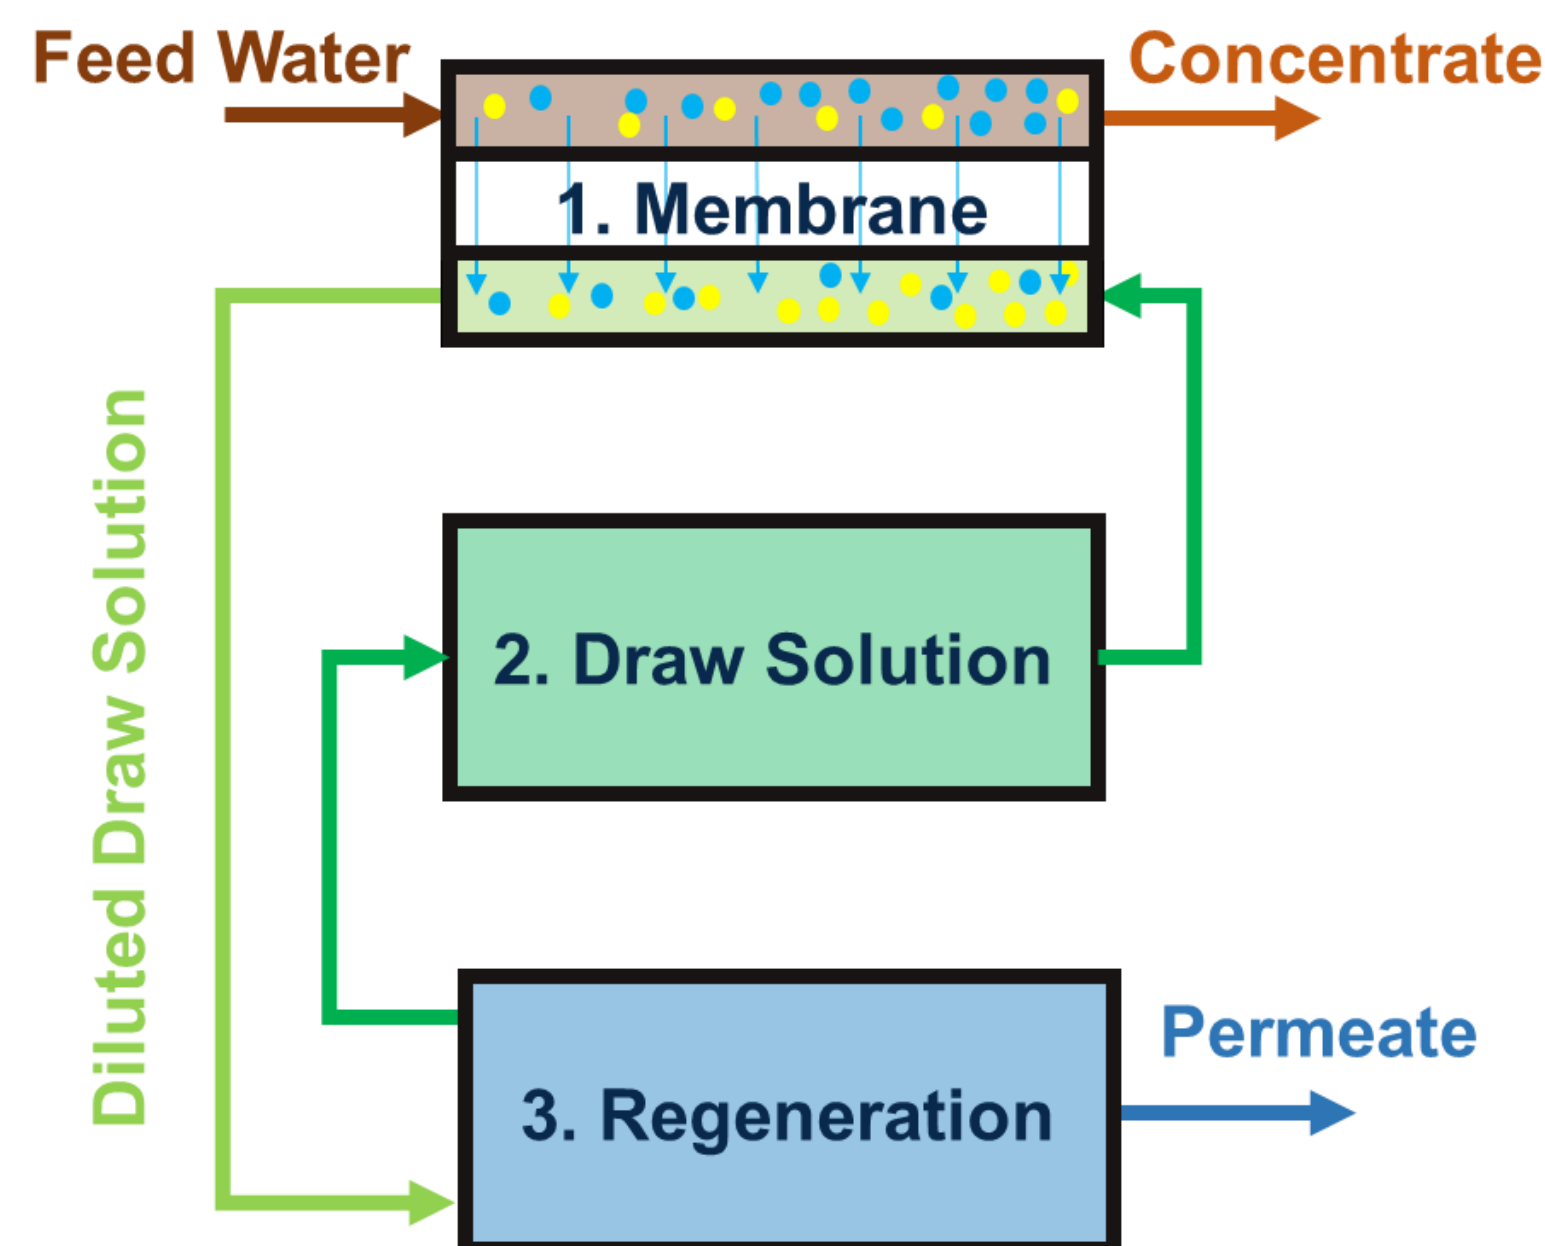 Feed Water
Concentrate
1. Membrane
Diluted Draw Solution
2. Draw Solution
Permeate
3. Regeneration